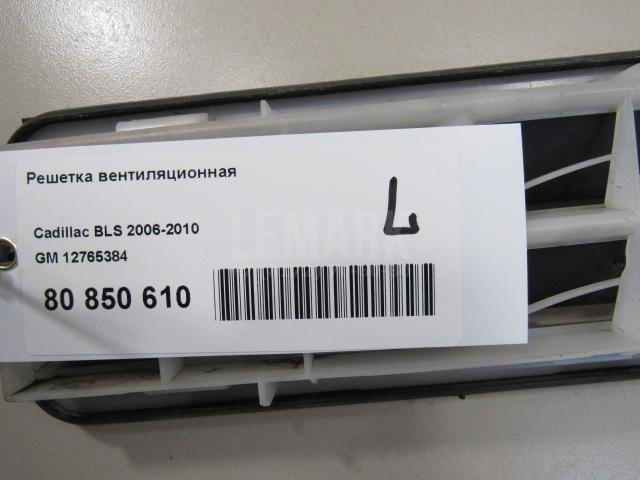 Решетка вентиляционная
L
Cadillac BLS 2006-2010
GM 12765384
80 850 610